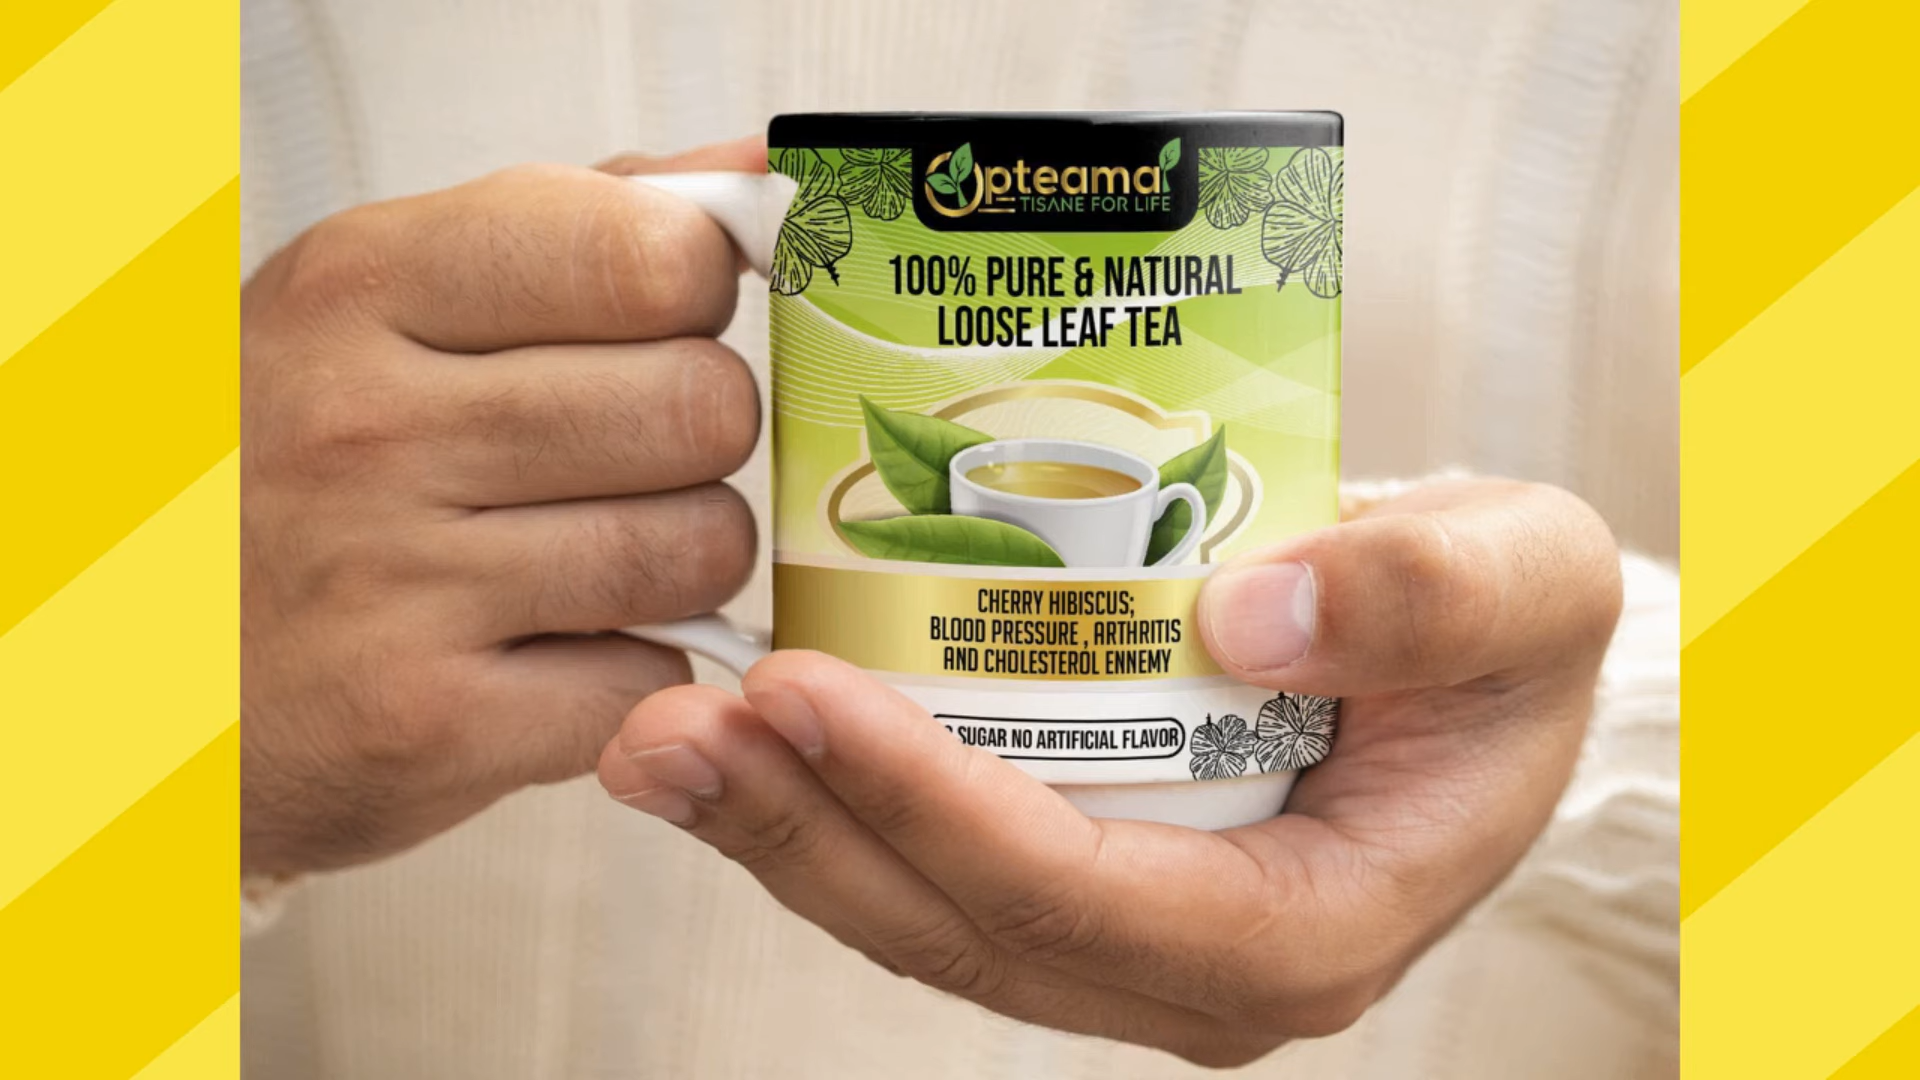 Opteama
TISANE FOR LIFE
100% PURE & NATURAL
LOOSE LEAF TEA
CHERRY HIBISCUS;
BLOOD PRESSURE , ARTHRITIS
AND CHOLESTEROL ENNEMY
SUGAR NO ARTIFICIAL FLAVOR